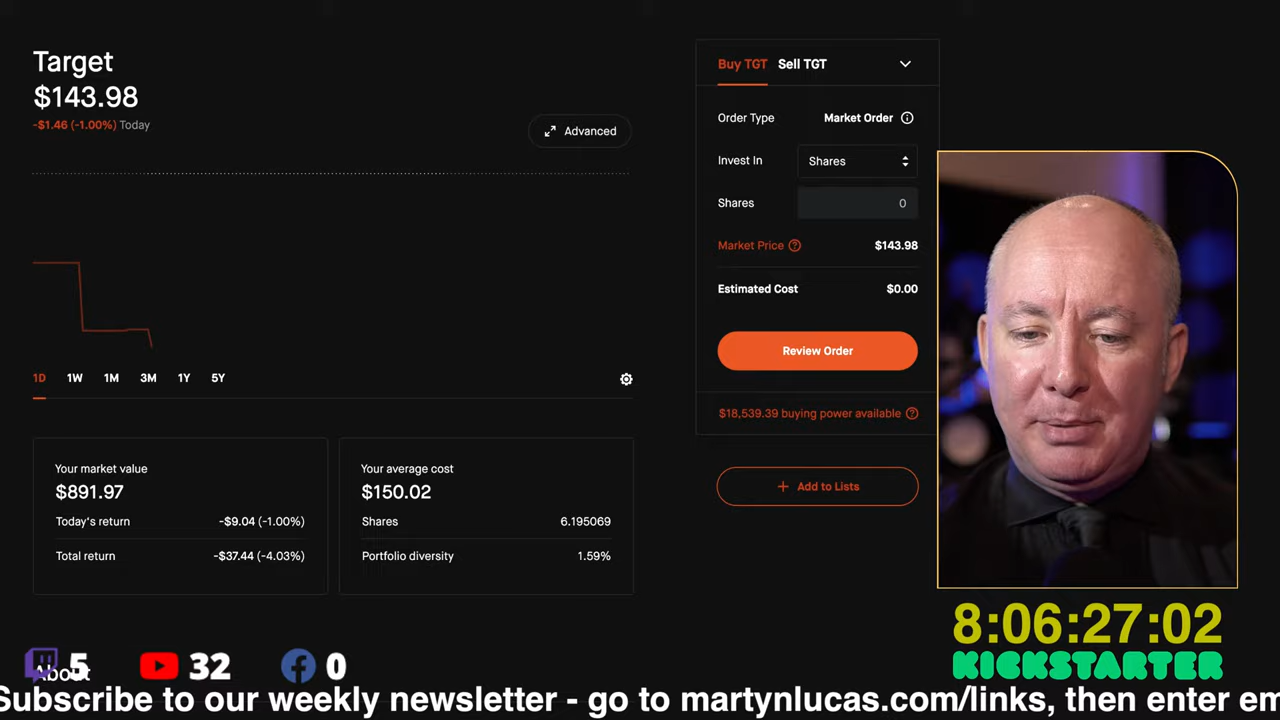 Target
$143.98
-$1.46 (-1.00%) Today
Advanced
1D 1W 1M 3M 1Y 5Y
Your market value
$891.97
Today's return -$9.04 (-1.00%)
Total return -$37.44 (-4.03%)
Your average cost
$150.02
Shares 6.195069
Portfolio diversity 1.59%
Buy TGT Sell TGT
Order Type Market Order
Invest In Shares
Shares 0
Market Price $143.98
Estimated Cost $0.00
Review Order
$18,539.39 buying power available
+ Add to Lists
8:06:27:02
KICKSTARTER
About
5 32 0
Subscribe to our weekly newsletter - go to martynlucas.com/links, then enter em